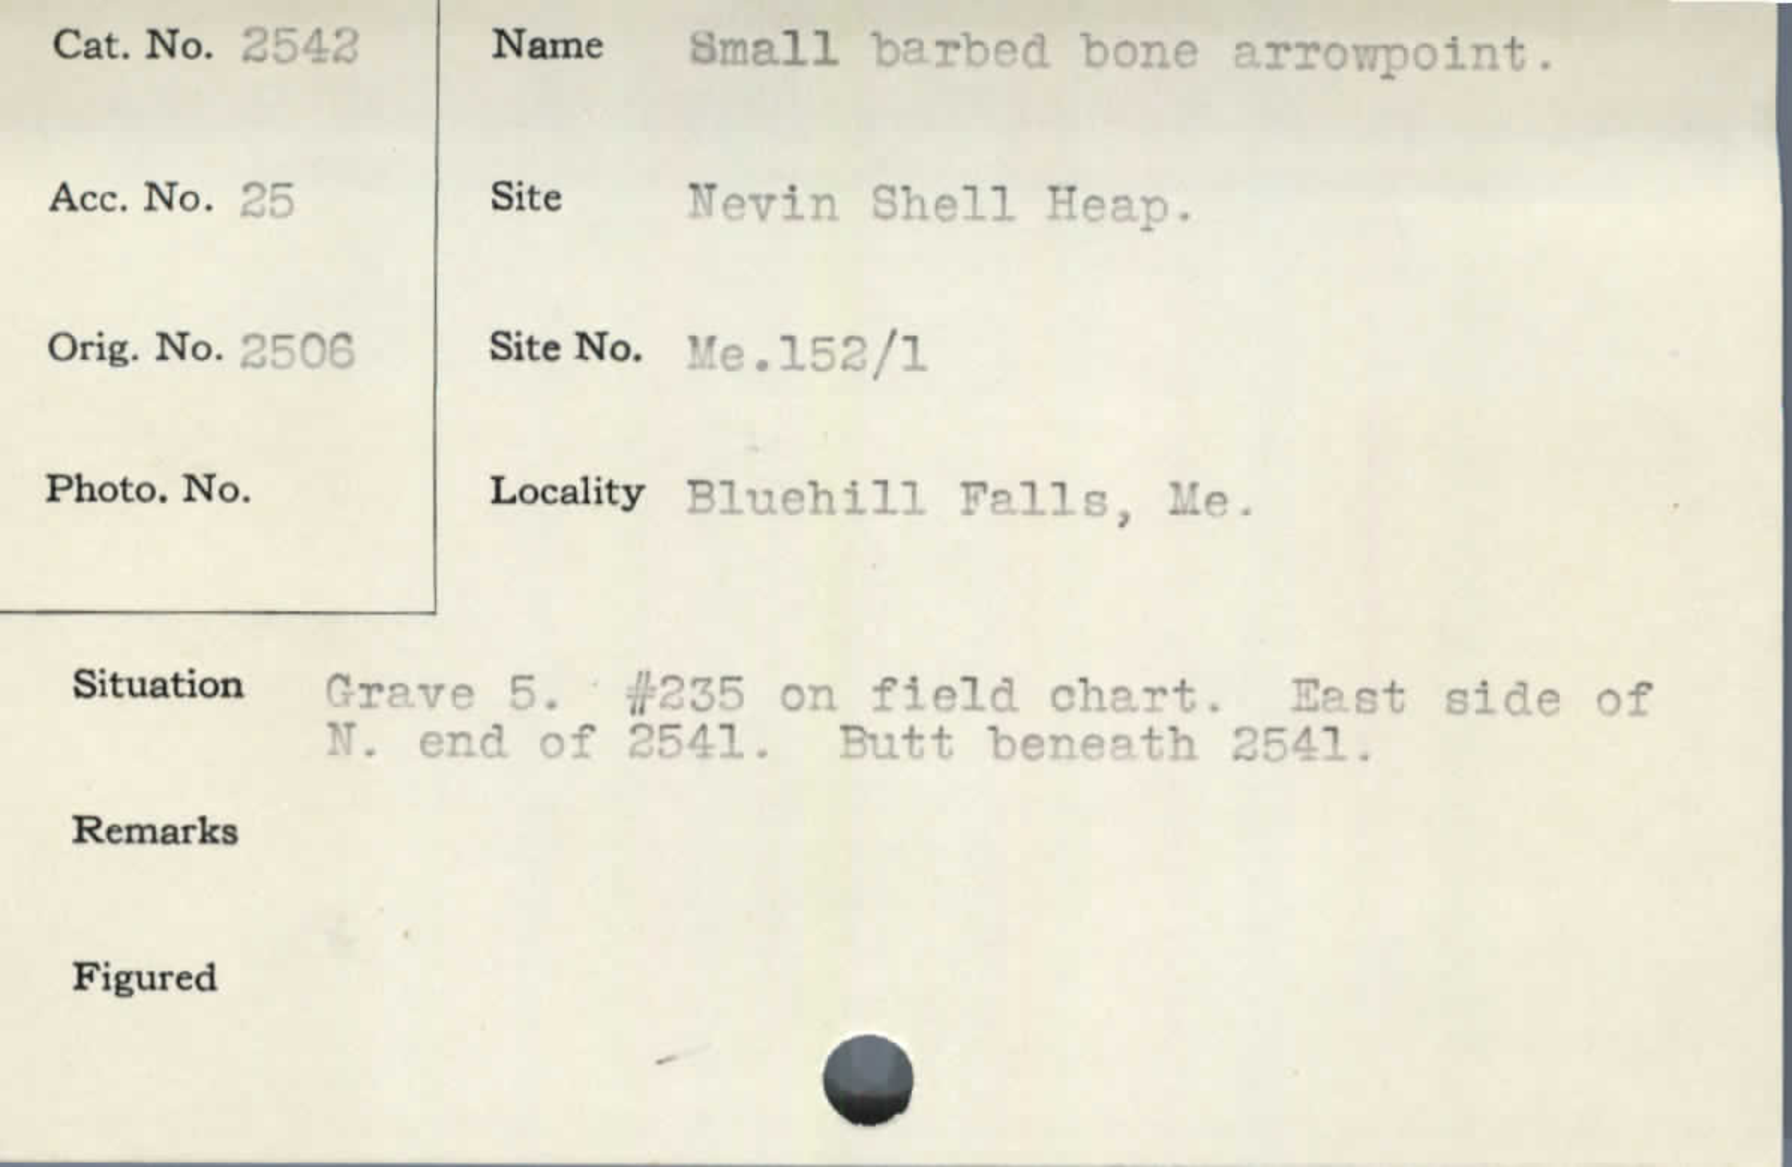 Cat. No. 2542
Name Small barbed bone arrowpoint.
Acc. No. 25
Site Nevin Shell Heap.
Orig. No. 2506
Site No. Me.152/1
Photo. No.
Locality Bluehill Falls, Me.
Situation Grave 5. #235 on field chart. East side of
N. end of 2541. Butt beneath 2541.
Remarks
Figured